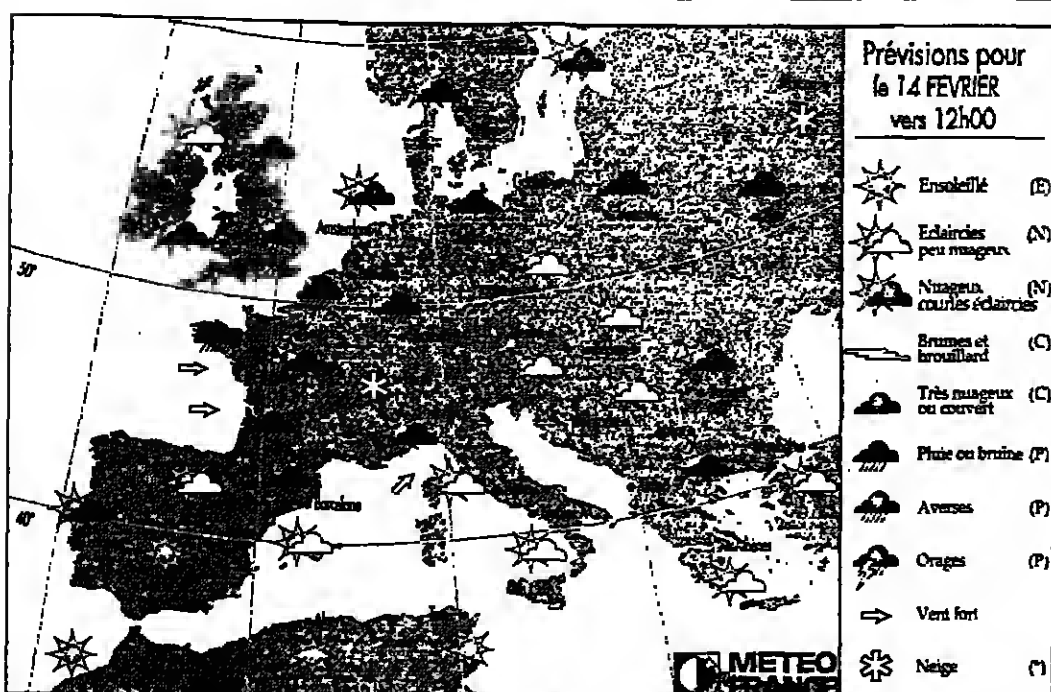 Prévisions pour
le 14 FEVRIER
vers 12h00
Ensoleillé (E)
Eclaircies (N)
peu nuageux
Nuageux (N)
courtes éclaircies
Brumes et (C)
brouillard
Très nuageux (C)
ou couvert
Pluie ou bruine (P)
Averses (P)
Orages (P)
Vent fort
Neige (*)
Amsterdam
50°
40°
METEO
FRANCE